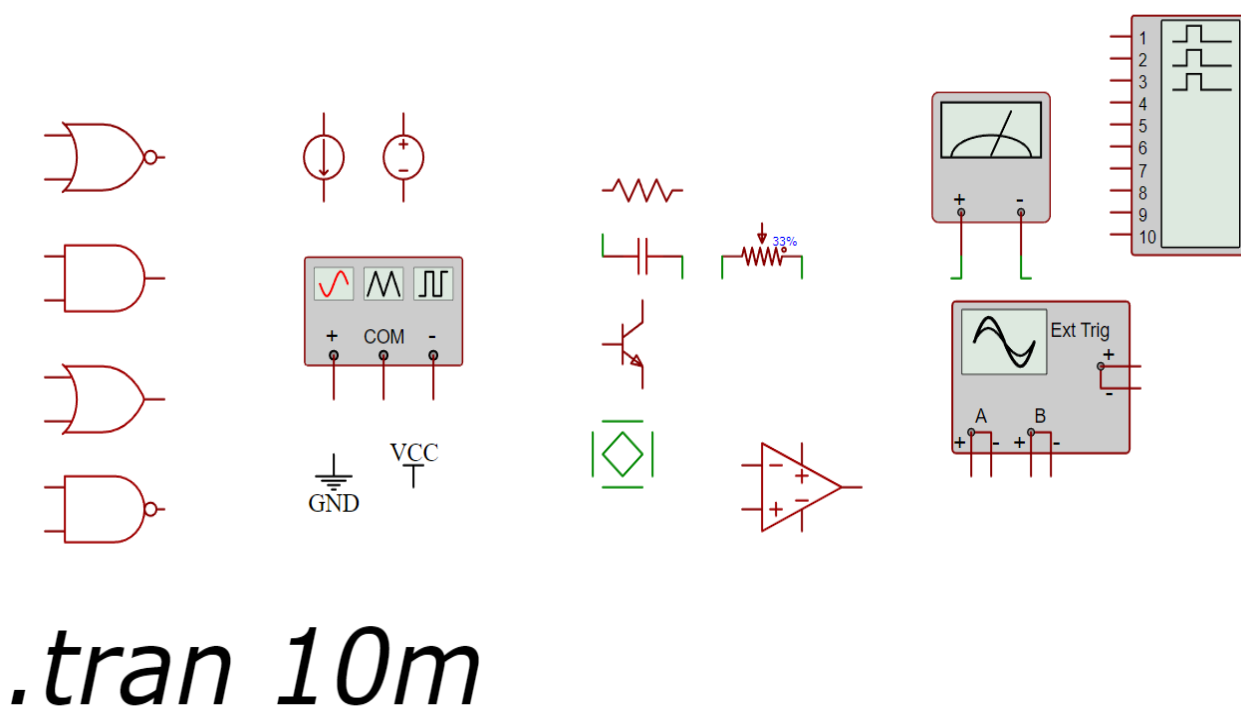 1
2
3
4
5
6
7
8
9
10
33%
+ -
+ COM -
Ext Trig
+
-
A B
+ - + -
VCC
GND
.tran 10m